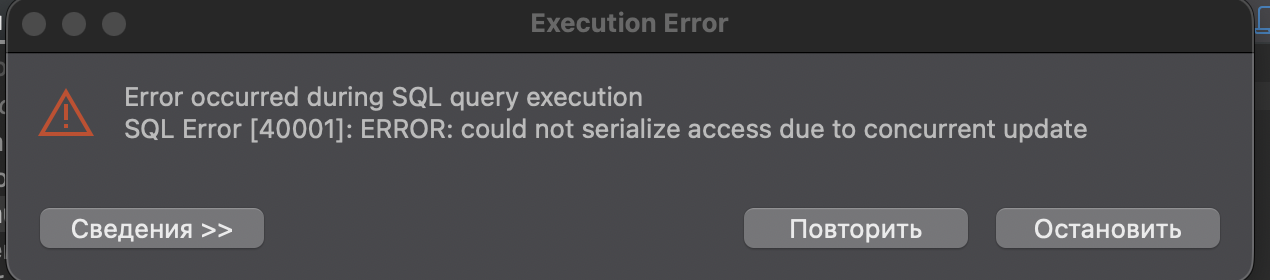 Execution Error
Error occurred during SQL query execution
SQL Error [40001]: ERROR: could not serialize access due to concurrent update
Сведения >>
Повторить
Остановить